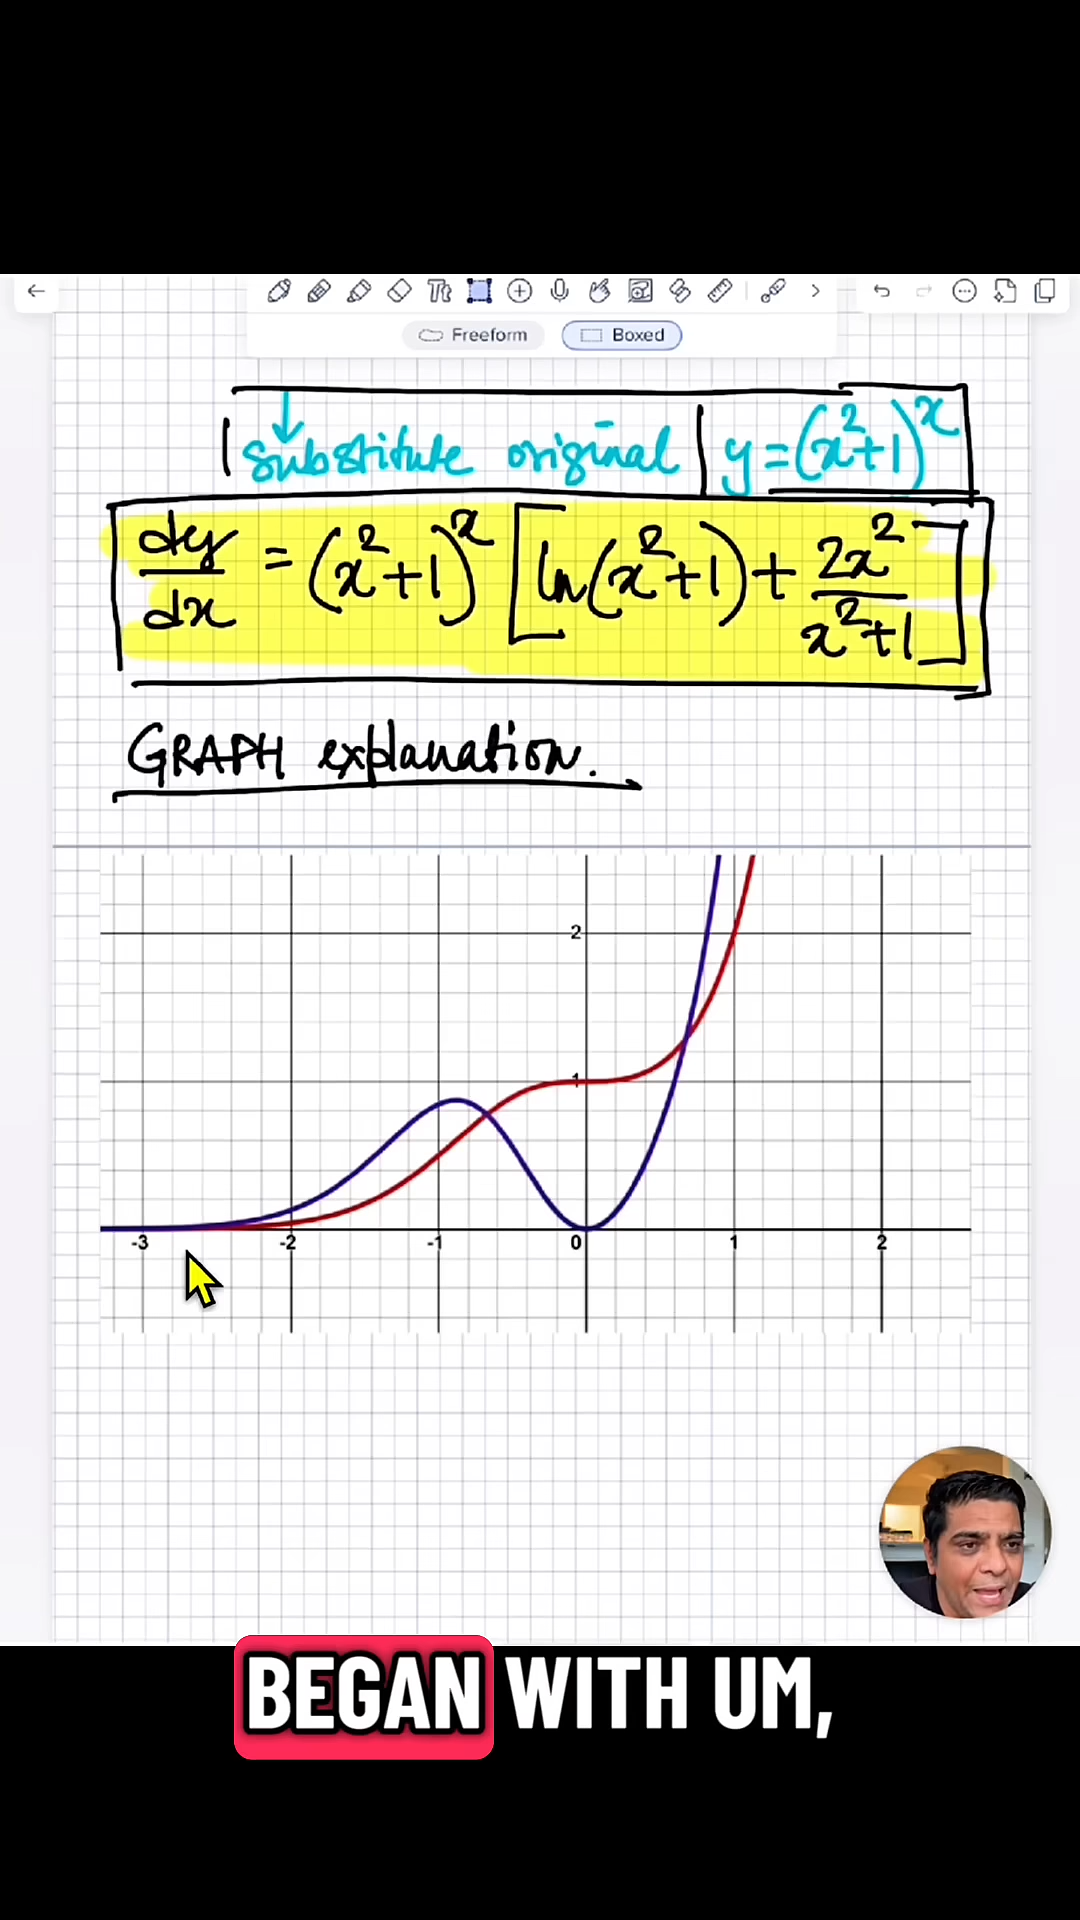 Tt
Freeform Boxed
substitute original y = (x²+1)ˣ
dy/dx = (x²+1)ˣ [ln(x²+1) + 2x²/x²+1]
GRAPH explanation.
2
1
-3 -2 -1 0 1 2
BEGAN WITH UM,